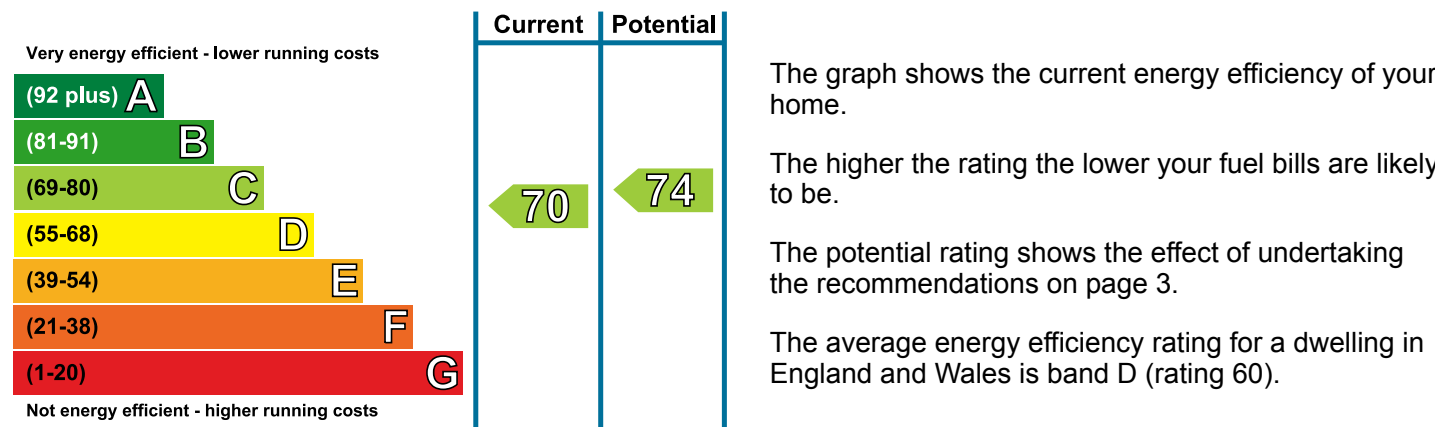 Current Potential
Very energy efficient - lower running costs
(92 plus) A
(81-91) B
(69-80) C
(55-68) D
(39-54) E
(21-38) F
(1-20) G
Not energy efficient - higher running costs
70
74
The graph shows the current energy efficiency of your
home.
The higher the rating the lower your fuel bills are likely
to be.
The potential rating shows the effect of undertaking
the recommendations on page 3.
The average energy efficiency rating for a dwelling in
England and Wales is band D (rating 60).